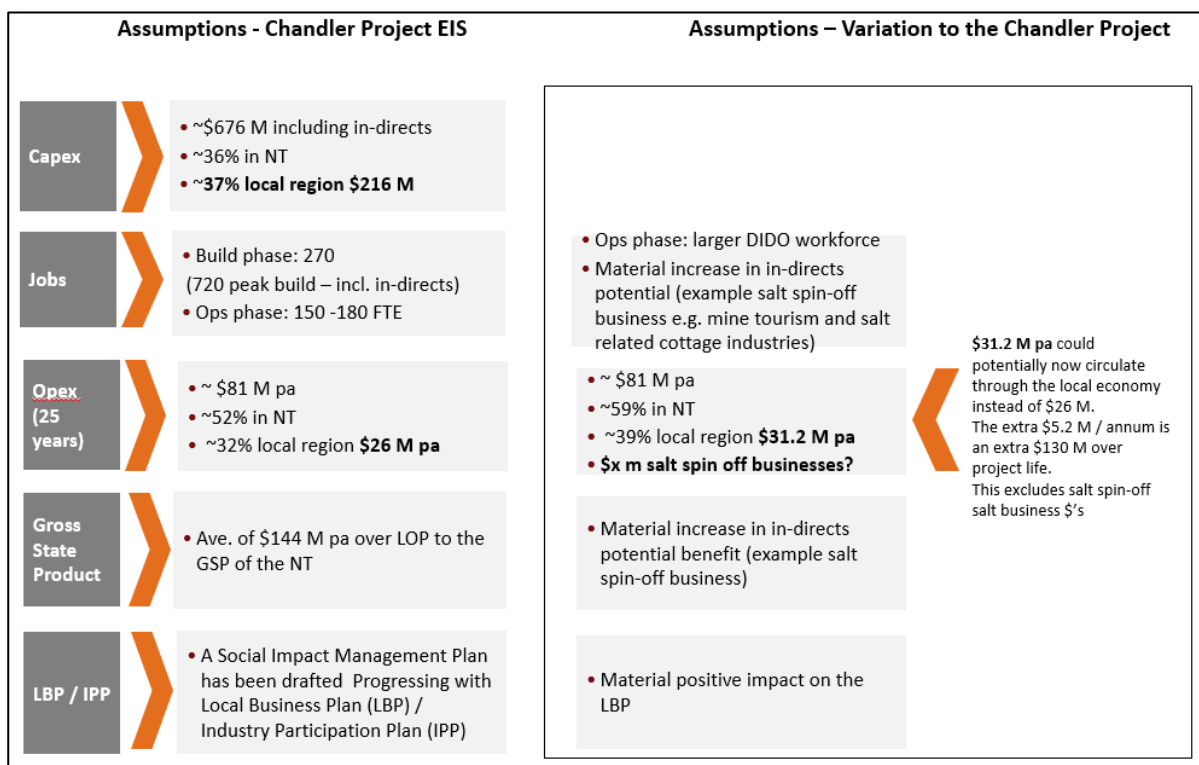 Assumptions - Chandler Project EIS
Capex
• ~$676 M including in-directs
• ~36% in NT
• ~37% local region $216 M
Jobs
• Build phase: 270
(720 peak build – incl. in-directs)
• Ops phase: 150 -180 FTE
Opex
(25
years)
• ~ $81 M pa
• ~52% in NT
• ~32% local region $26 M pa
Gross
State
Product
• Ave. of $144 M pa over LOP to the
GSP of the NT
LBP / IPP
• A Social Impact Management Plan
has been drafted Progressing with
Local Business Plan (LBP) /
Industry Participation Plan (IPP)
Assumptions – Variation to the Chandler Project
• Ops phase: larger DIDO workforce
• Material increase in in-directs
potential (example salt spin-off
business e.g. mine tourism and salt
related cottage industries)
• ~ $81 M pa
• ~59% in NT
• ~39% local region $31.2 M pa
• $x m salt spin off businesses?
$31.2 M pa could
potentially now circulate
through the local economy
instead of $26 M.
The extra $5.2 M / annum is
an extra $130 M over
project life.
This excludes salt spin-off
salt business $'s
• Material increase in in-directs
potential benefit (example salt
spin-off business)
• Material positive impact on the
LBP